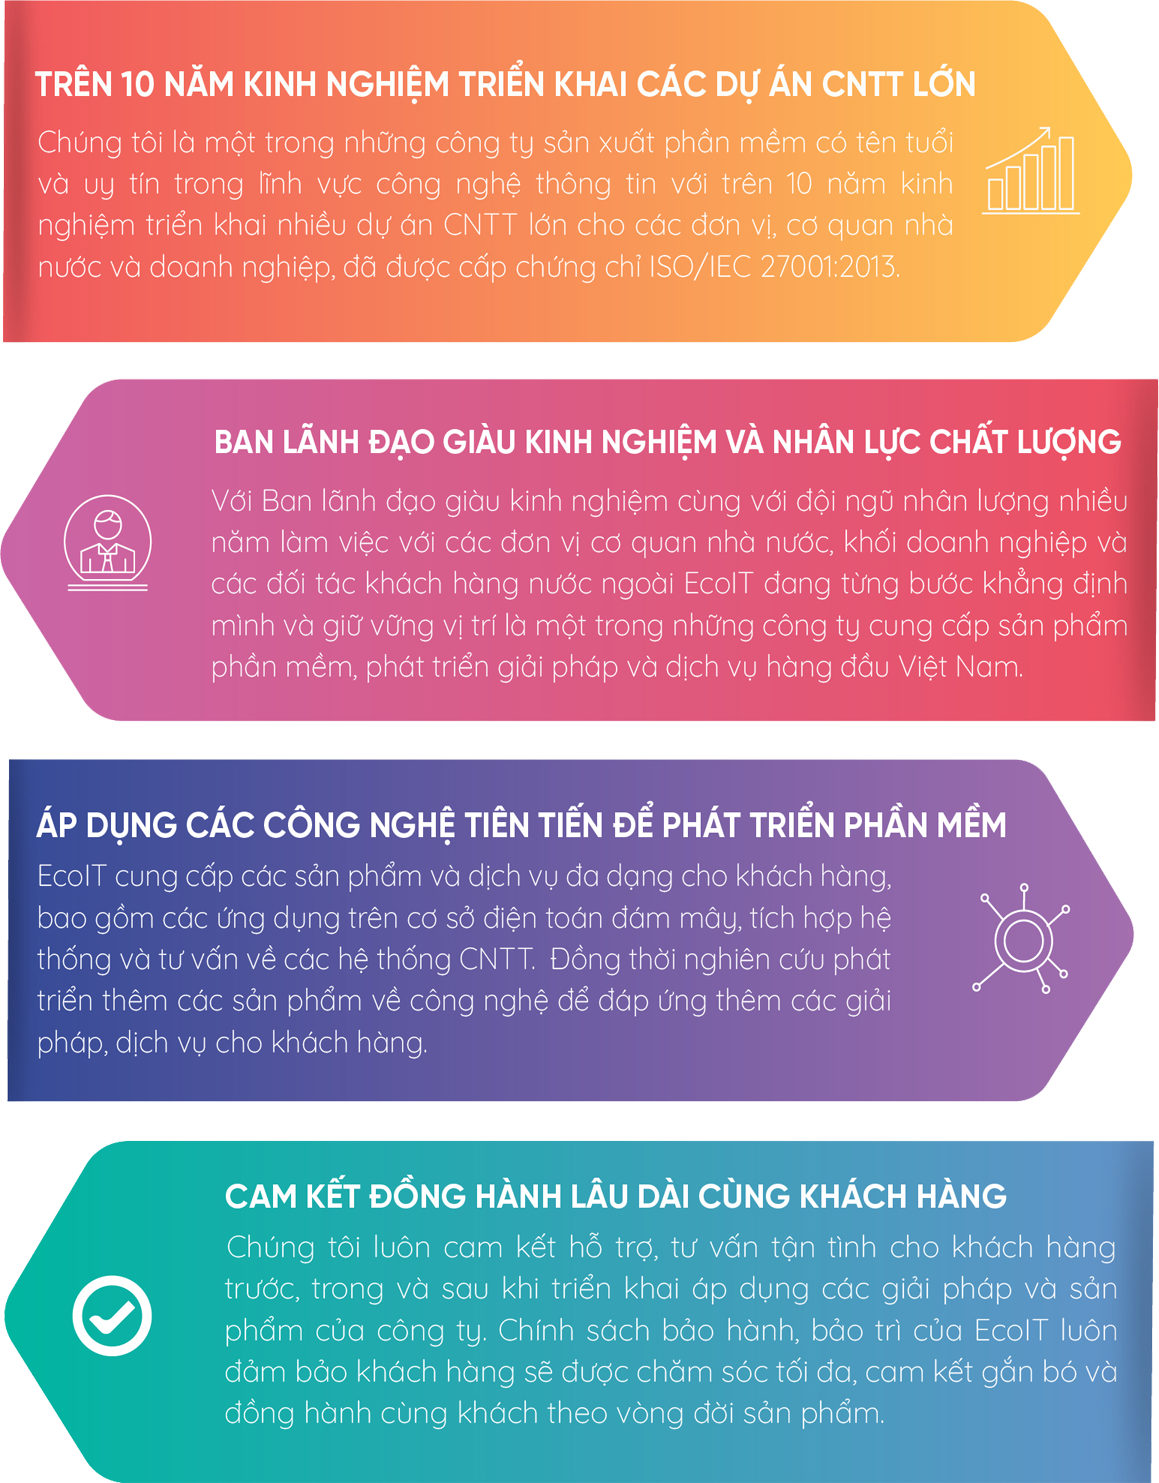 TRÊN 10 NĂM KINH NGHIỆM TRIỂN KHAI CÁC DỰ ÁN CNTT LỚN
Chúng tôi là một trong những công ty sản xuất phần mềm có tên tuổi
và uy tín trong lĩnh vực công nghệ thông tin với trên 10 năm kinh
nghiệm triển khai nhiều dự án CNTT lớn cho các đơn vị, cơ quan nhà
nước và doanh nghiệp, đã được cấp chứng chỉ ISO/IEC 27001:2013.
BAN LÃNH ĐẠO GIÀU KINH NGHIỆM VÀ NHÂN LỰC CHẤT LƯỢNG
Với Ban lãnh đạo giàu kinh nghiệm cùng với đội ngũ nhân lượng nhiều
năm làm việc với các đơn vị cơ quan nhà nước, khối doanh nghiệp và
các đối tác khách hàng nước ngoài EcoIT đang từng bước khẳng định
mình và giữ vững vị trí là một trong những công ty cung cấp sản phẩm
phần mềm, phát triển giải pháp và dịch vụ hàng đầu Việt Nam.
ÁP DỤNG CÁC CÔNG NGHỆ TIÊN TIẾN ĐỂ PHÁT TRIỂN PHẦN MỀM
EcoIT cung cấp các sản phẩm và dịch vụ đa dạng cho khách hàng,
bao gồm các ứng dụng trên cơ sở điện toán đám mây, tích hợp hệ
thống và tư vấn về các hệ thống CNTT. Đồng thời nghiên cứu phát
triển thêm các sản phẩm về công nghệ để đáp ứng thêm các giải
pháp, dịch vụ cho khách hàng.
CAM KẾT ĐỒNG HÀNH LÂU DÀI CÙNG KHÁCH HÀNG
Chúng tôi luôn cam kết hỗ trợ, tư vấn tận tình cho khách hàng
trước, trong và sau khi triển khai áp dụng các giải pháp và sản
phẩm của công ty. Chính sách bảo hành, bảo trì của EcoIT luôn
đảm bảo khách hàng sẽ được chăm sóc tối đa, cam kết gắn bó và
đồng hành cùng khách theo vòng đời sản phẩm.